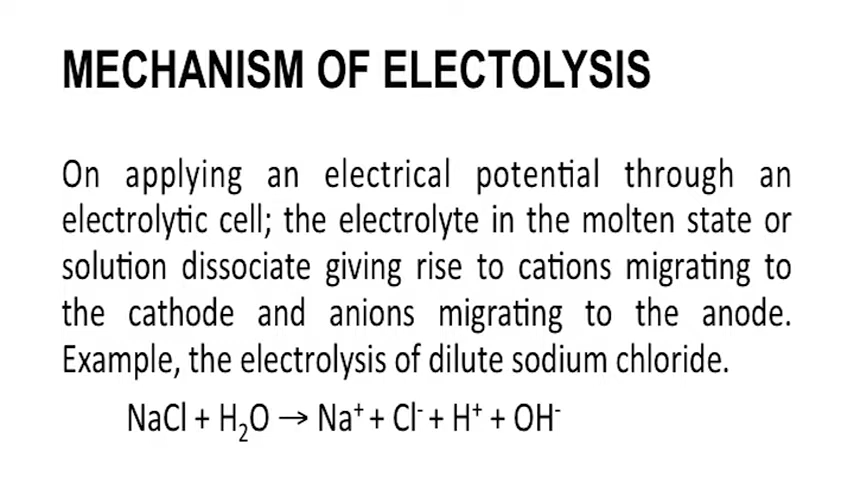 MECHANISM OF ELECTOLYSIS
On applying an electrical potential through an
electrolytic cell; the electrolyte in the molten state or
solution dissociate giving rise to cations migrating to
the cathode and anions migrating to the anode.
Example, the electrolysis of dilute sodium chloride.
NaCl + H₂O → Na⁺ + Cl⁻ + H⁺ + OH⁻